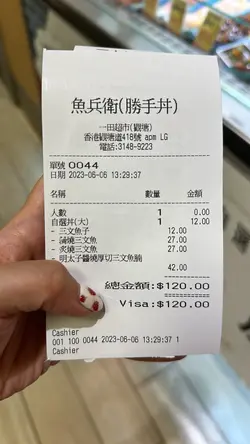 魚兵衛(勝手丼)
一田超市(觀塘)
香港觀塘道418號 apm LG
電話:3148-9223
單號 0044
日期 2023-06-06 13:29:37
名稱 數量 金額
人數 1 0.00
自選丼(大) 1 12.00
- 三文魚子 12.00
- 蒲燒三文魚 27.00
- 炙燒三文魚 27.00
- 明太子醬燒厚切三文魚腩
42.00
總金額:$120.00
Visa:$120.00
Cashier
001 100 0044 2023-06-06 13:29:37 1
Cashier